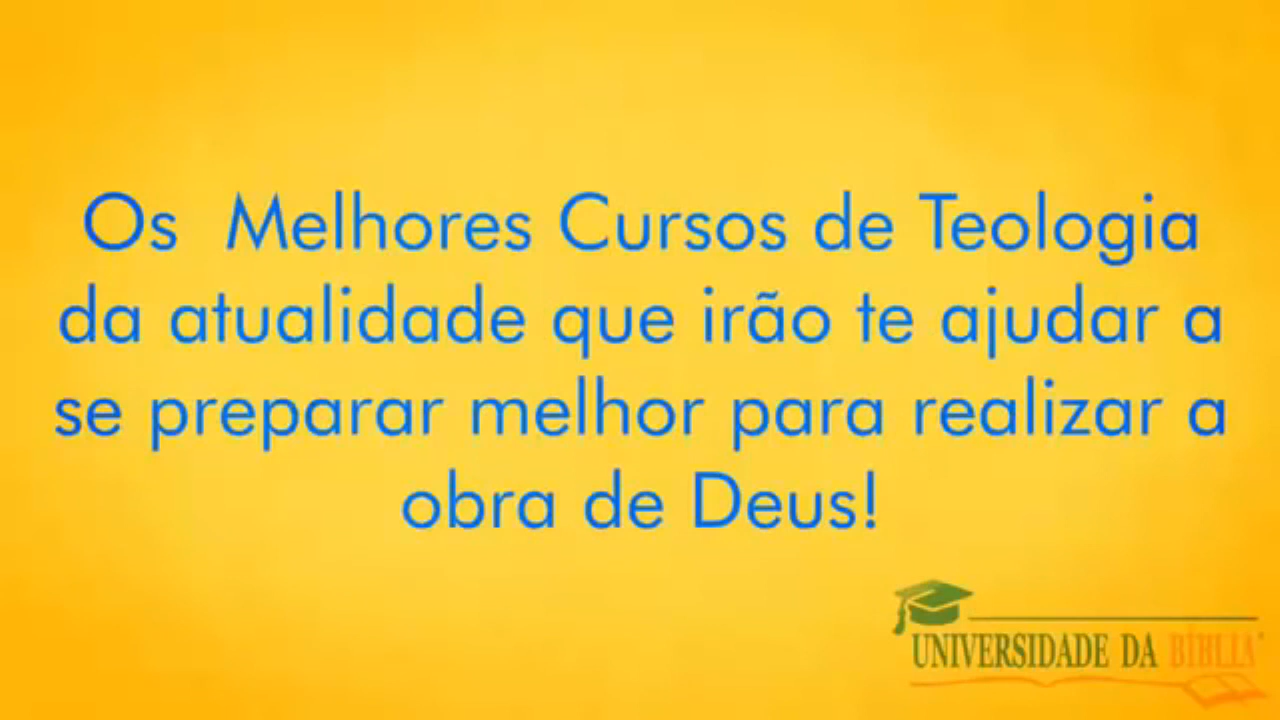 Os Melhores Cursos de Teologia
da atualidade que irão te ajudar a
se preparar melhor para realizar a
obra de Deus!
UNIVERSIDADE DA BÍBLIA